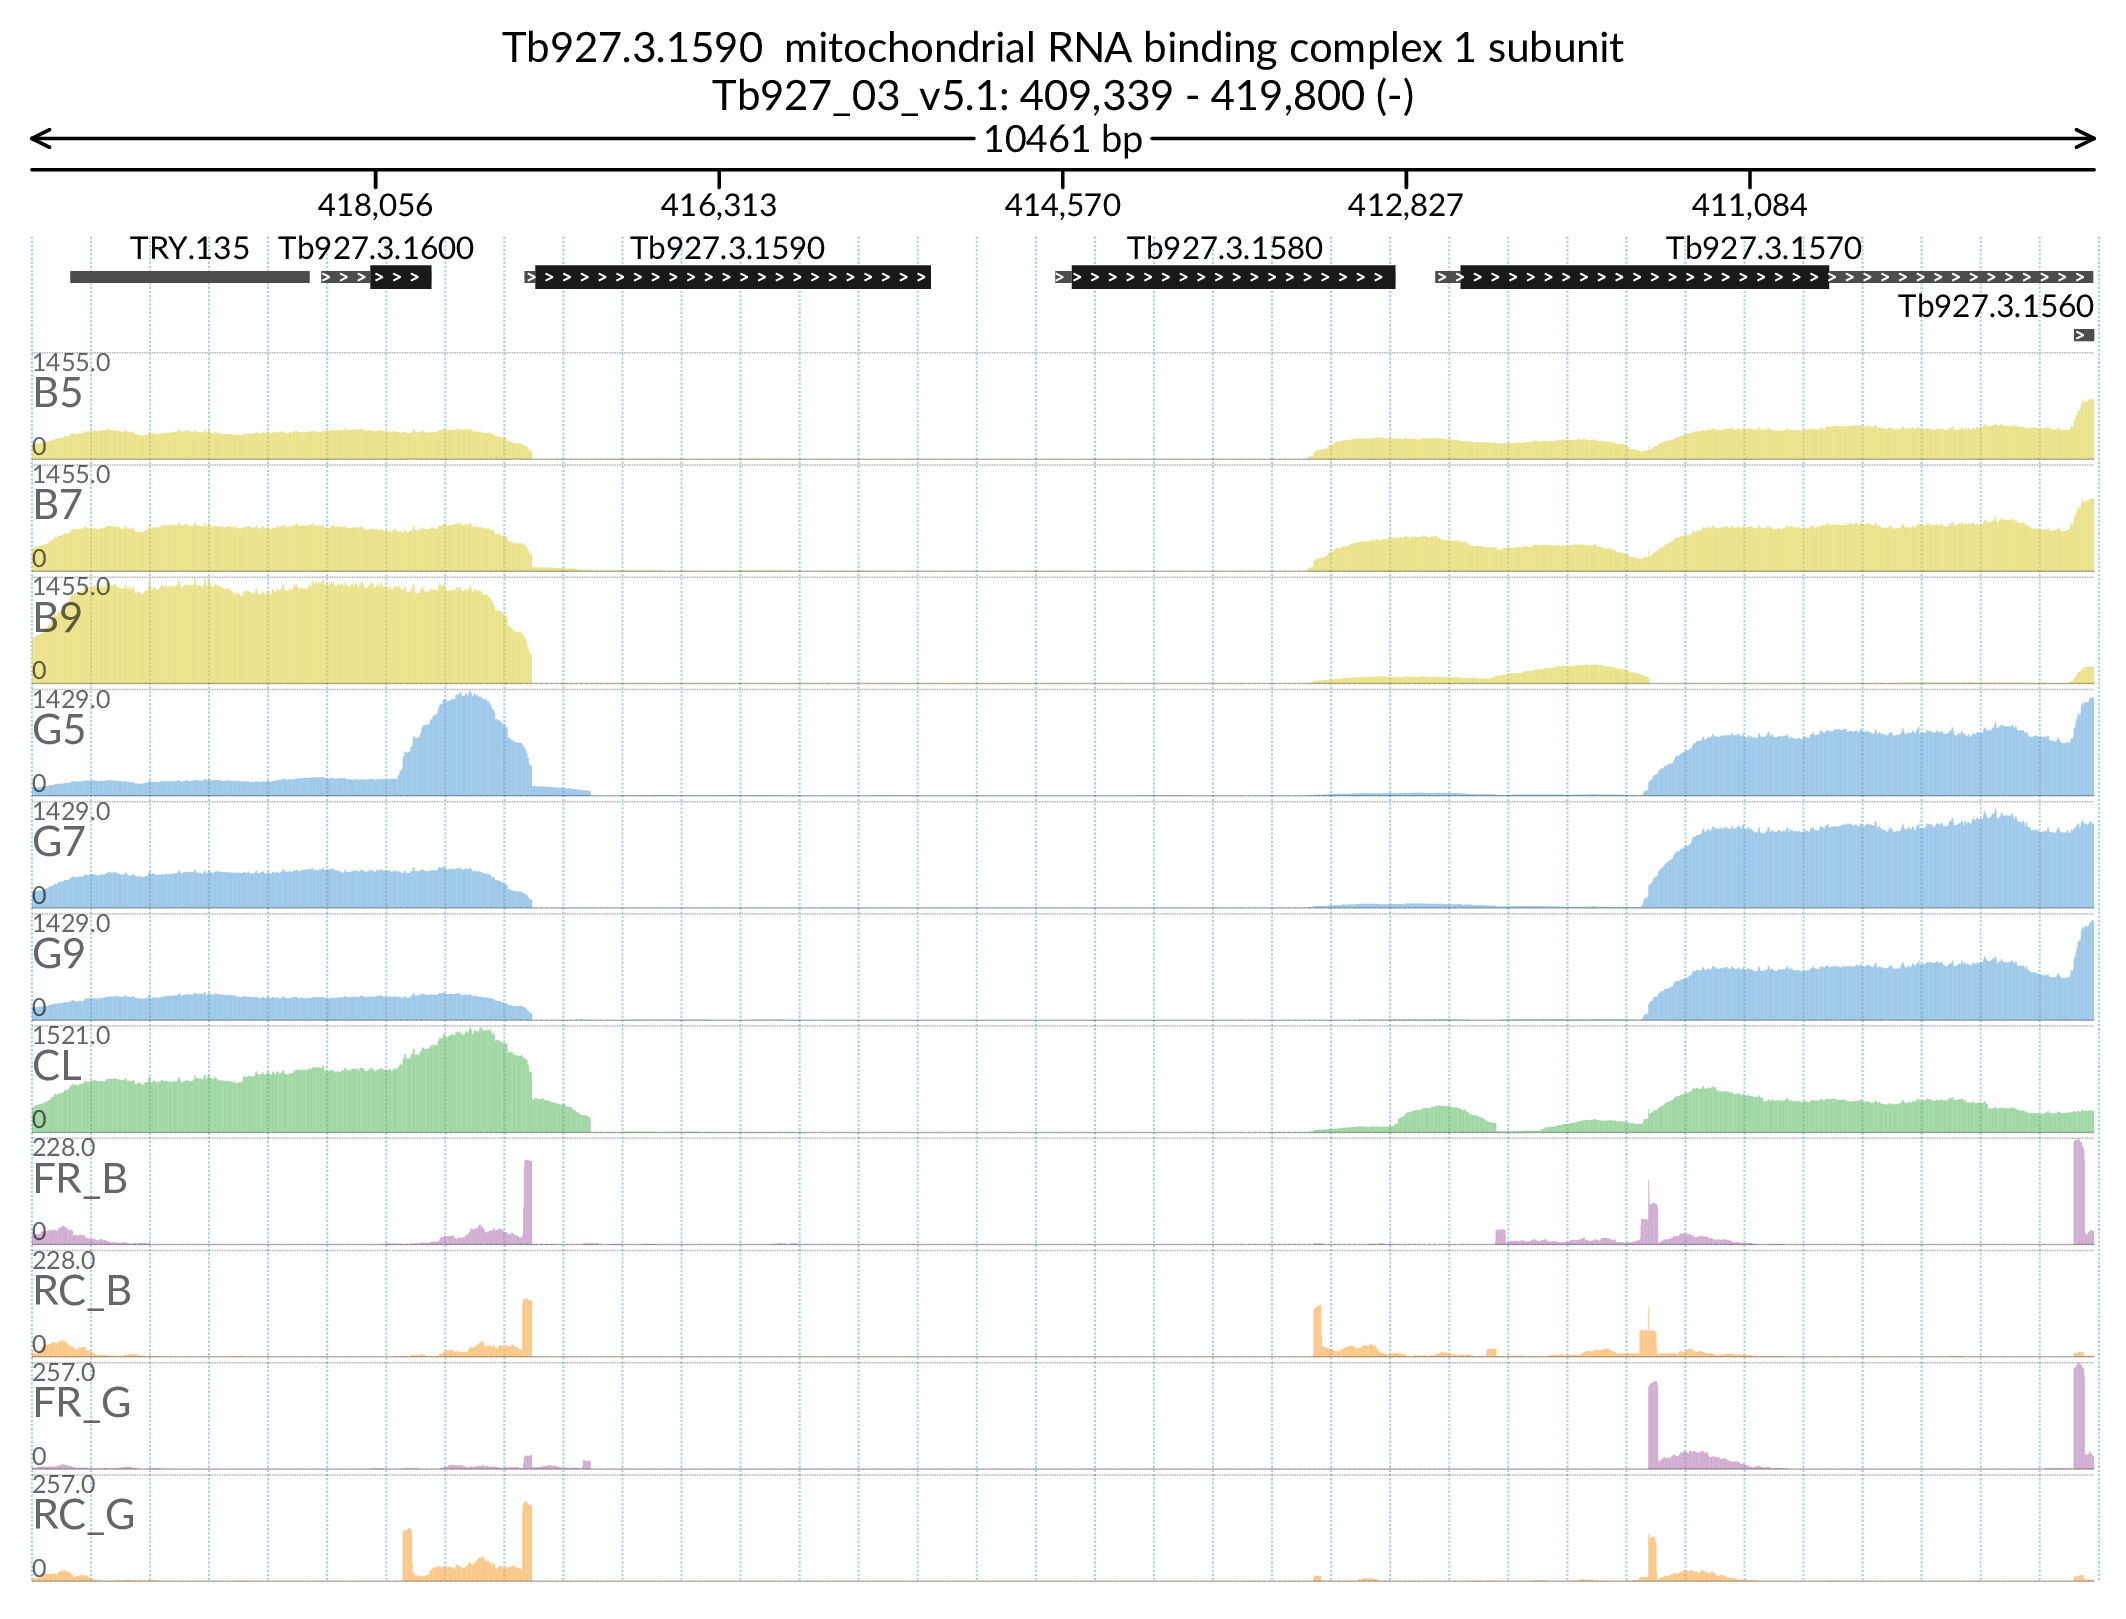 Tb927.3.1590 mitochondrial RNA binding complex 1 subunit
Tb927_03_v5.1: 409,339 - 419,800 (-)
10461 bp
418,056 416,313 414,570 412,827 411,084
TRY.135 Tb927.3.1600 Tb927.3.1590 Tb927.3.1580 Tb927.3.1570
Tb927.3.1560
1455.0
B5
0
1455.0
B7
0
1455.0
B9
0
1429.0
G5
0
1429.0
G7
0
1429.0
G9
0
1521.0
CL
0
228.0
FR_B
0
228.0
RC_B
0
257.0
FR_G
0
257.0
RC_G
0